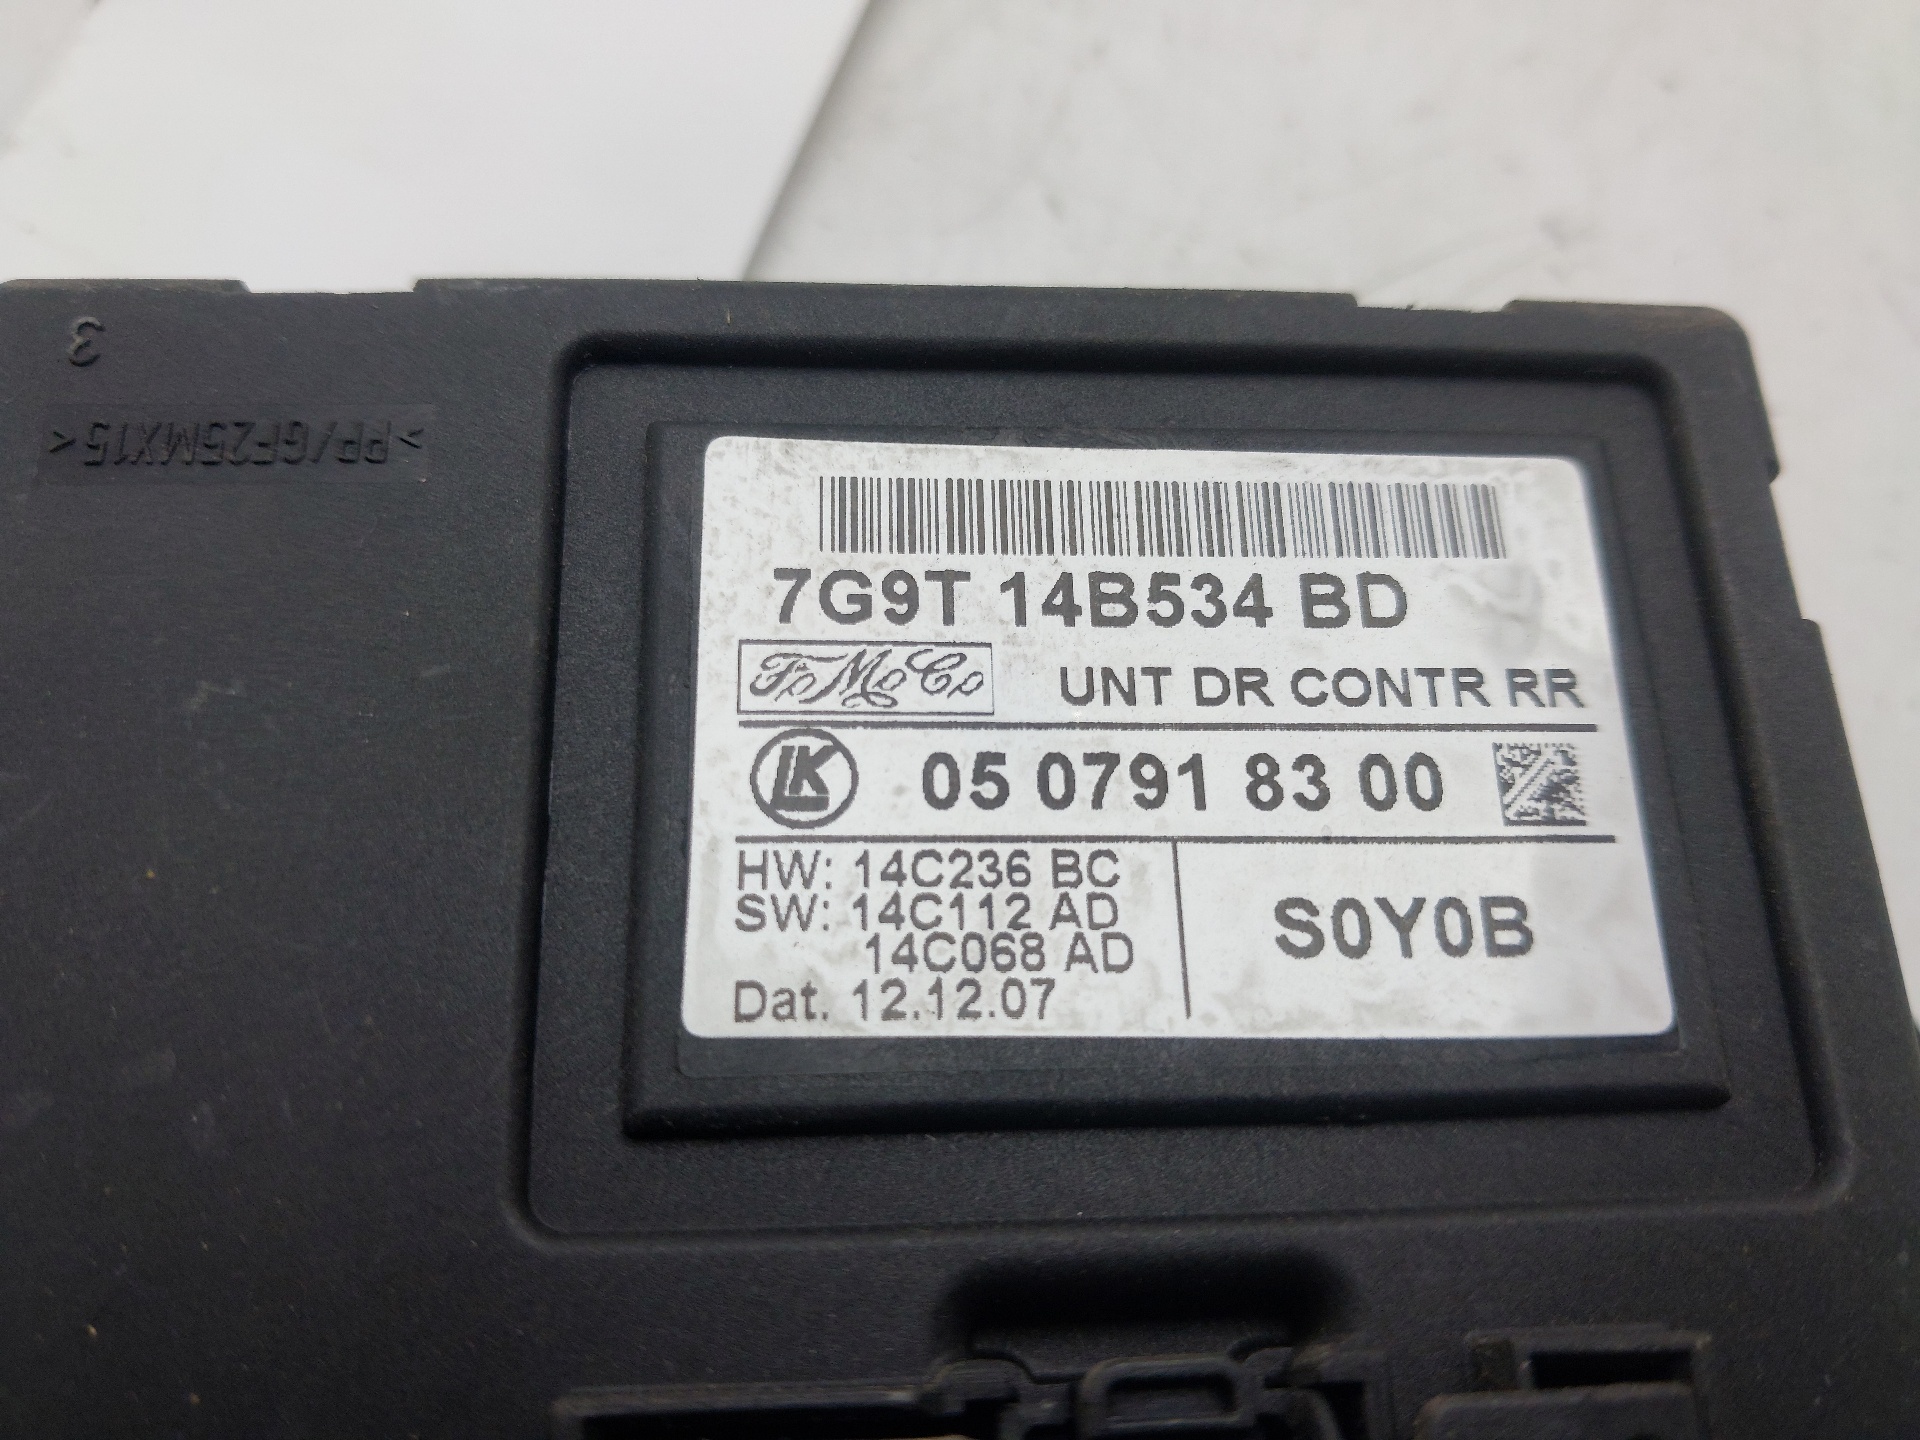 3
>PP/GF25MX15<
7G9T 14B534 BD
FoMoCo UNT DR CONTR RR
LK 05 0791 83 00
HW: 14C236 BC
SW: 14C112 AD
14C068 AD
S0Y0B
Dat. 12.12.07